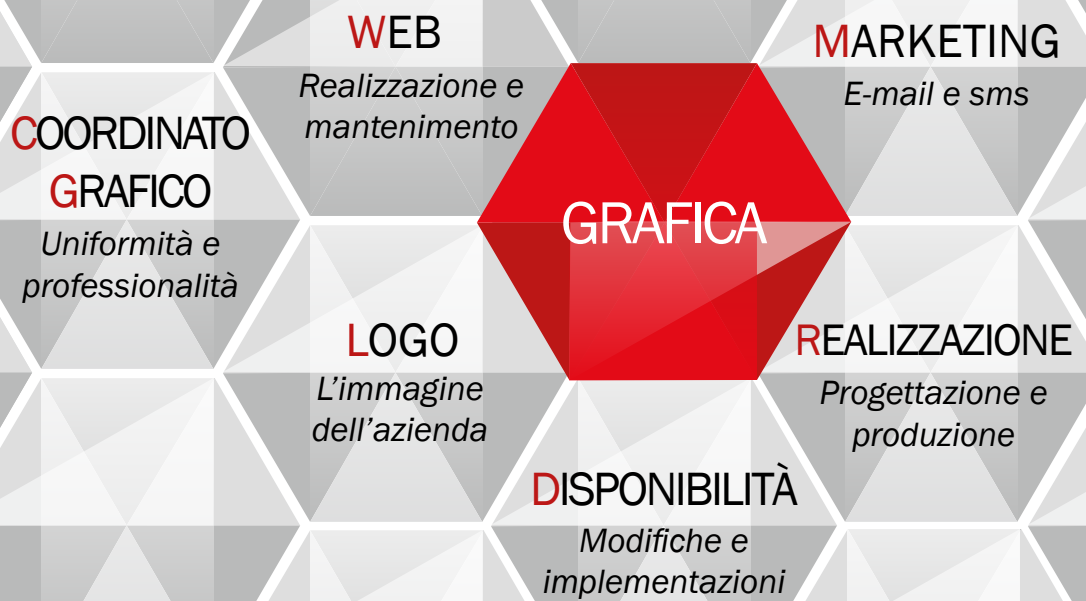 WEB
Realizzazione e
mantenimento
MARKETING
E-mail e sms
COORDINATO
GRAFICO
Uniformità e
professionalità
GRAFICA
LOGO
L'immagine
dell'azienda
REALIZZAZIONE
Progettazione e
produzione
DISPONIBILITÀ
Modifiche e
implementazioni